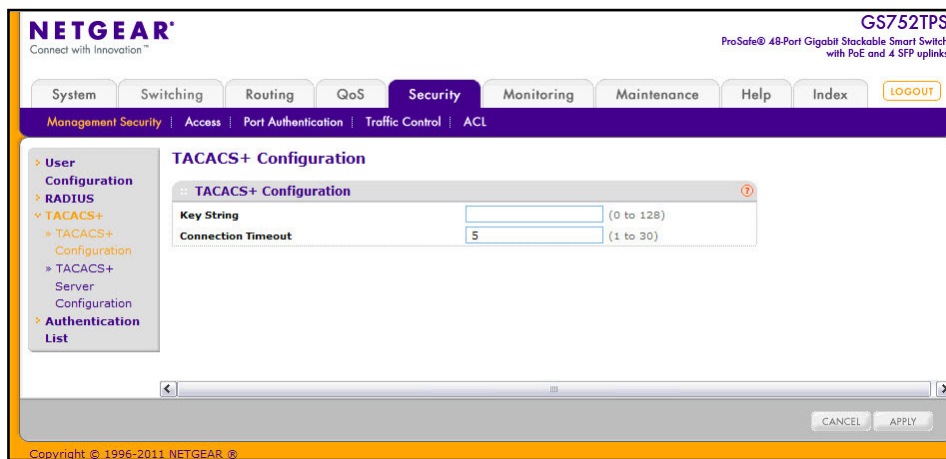 NETGEAR®
Connect with Innovation™
GS752TPS
ProSafe® 48-Port Gigabit Stackable Smart Switch
with PoE and 4 SFP uplinks
System Switching Routing QoS Security Monitoring Maintenance Help Index LOGOUT
Management Security | Access | Port Authentication | Traffic Control | ACL
User
Configuration
RADIUS
TACACS+
» TACACS+
Configuration
» TACACS+
Server
Configuration
Authentication
List
TACACS+ Configuration
TACACS+ Configuration ?
Key String (0 to 128)
Connection Timeout 5 (1 to 30)
CANCEL APPLY
Copyright © 1996-2011 NETGEAR ®